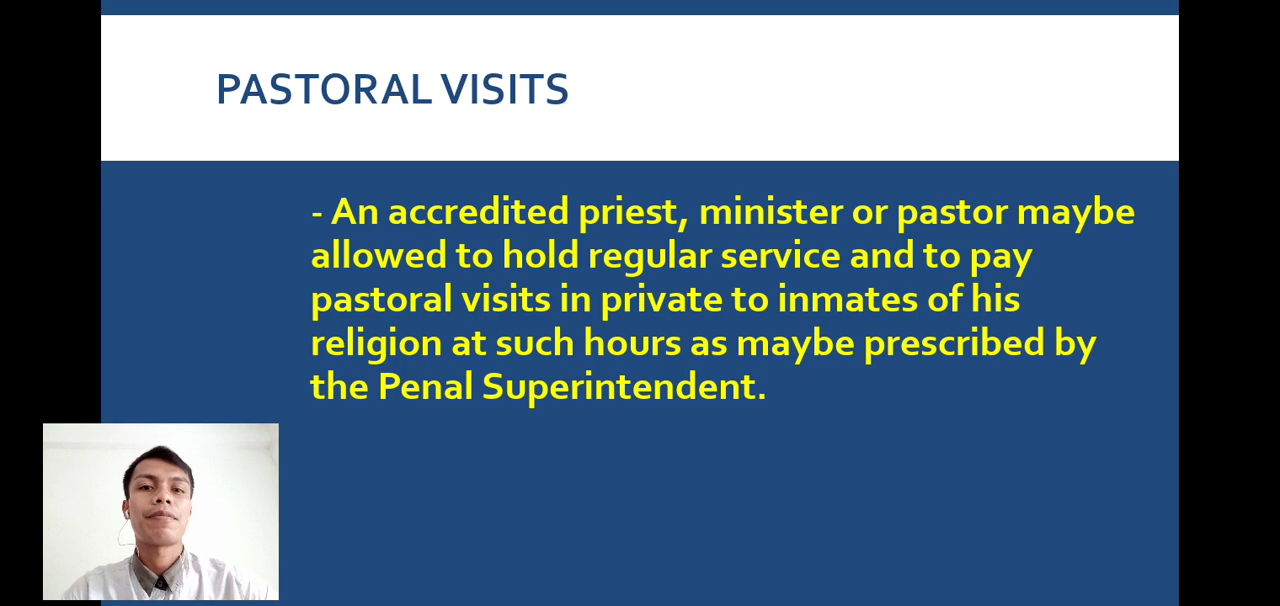 PASTORAL VISITS
- An accredited priest, minister or pastor maybe
allowed to hold regular service and to pay
pastoral visits in private to inmates of his
religion at such hours as maybe prescribed by
the Penal Superintendent.